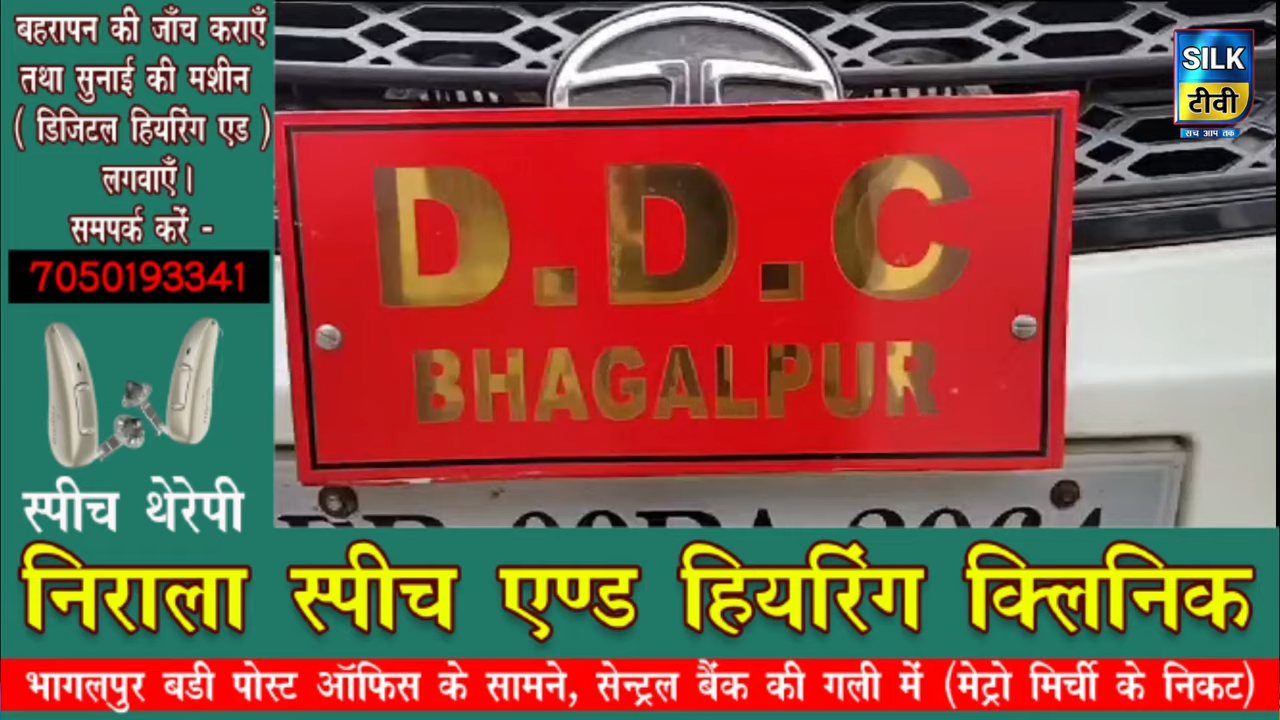 बहरापन की जाँच कराएँ
तथा सुनाई की मशीन
( डिजिटल हियरिंग एड )
लगवाएँ।
समपर्क करें -
7050193341
स्पीच थेरेपी
SILK
टीवी
सच आप तक
D.D.C
BHAGALPUR
निराला स्पीच एण्ड हियरिंग क्लिनिक
भागलपुर बडी पोस्ट ऑफिस के सामने, सेन्ट्रल बैंक की गली में (मेट्रो मिर्ची के निकट)